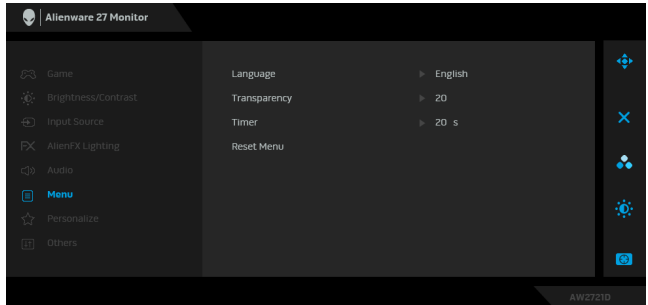 Alienware 27 Monitor
Game
Brightness/Contrast
Input Source
AlienFX Lighting
Audio
Menu
Personalize
Others
Language English
Transparency 20
Timer 20 s
Reset Menu
AW2721D